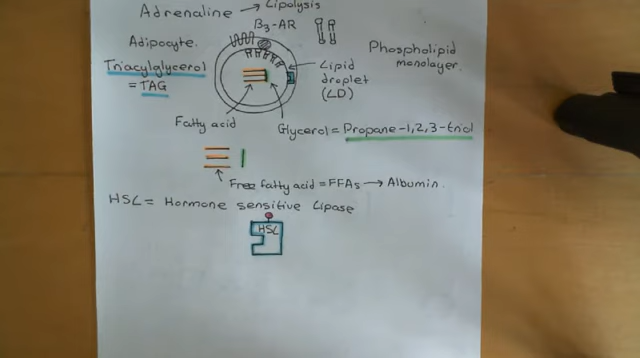 Adrenaline → Lipolysis
B3-AR
Adipocyte.
Phospholipid monolayer.
Triacylglycerol
= TAG
Lipid droplet (LD)
Fatty acid
Glycerol = Propane-1,2,3-triol
Free fatty acid = FFAs → Albumin.
HSL = Hormone sensitive Lipase
HSL